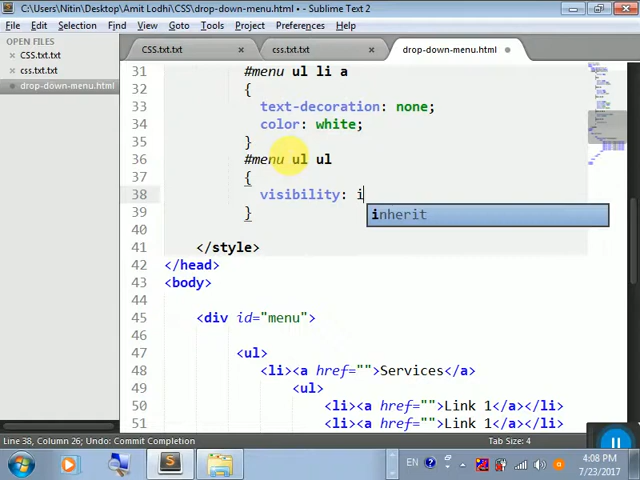 C:\Users\Nitin\Desktop\Amit Lodhi\CSS\drop-down-menu.html • - Sublime Text 2
File Edit Selection Find View Goto Tools Project Preferences Help
OPEN FILES
CSS.txt.txt
css.txt.txt
drop-down-menu.html
CSS.txt.txt
css.txt.txt
drop-down-menu.html
31 #menu ul li a
32 {
33 text-decoration: none;
34 color: white;
35 }
36 #menu ul ul
37 {
38 visibility: i
inherit
39 }
40
41 </style>
42 </head>
43 <body>
44
45 <div id="menu">
46
47 <ul>
48 <li><a href="">Services</a>
49 <ul>
50 <li><a href="">Link 1</a></li>
51 <li><a href="">Link 1</a></li>
Line 38, Column 26; Undo: Commit Completion
Tab Size: 4
EN
4:08 PM
7/23/2017